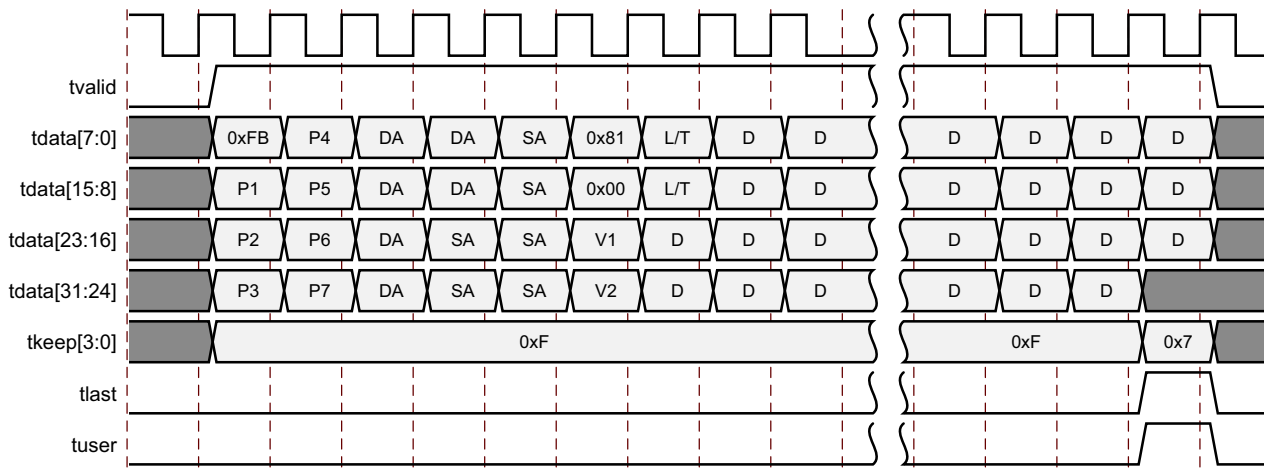 tvalid
tdata[7:0] 0xFB P4 DA DA SA 0x81 L/T D D D D D D
tdata[15:8] P1 P5 DA DA SA 0x00 L/T D D D D D D
tdata[23:16] P2 P6 DA SA SA V1 D D D D D D D
tdata[31:24] P3 P7 DA SA SA V2 D D D D D D
tkeep[3:0] 0xF 0xF 0x7
tlast
tuser